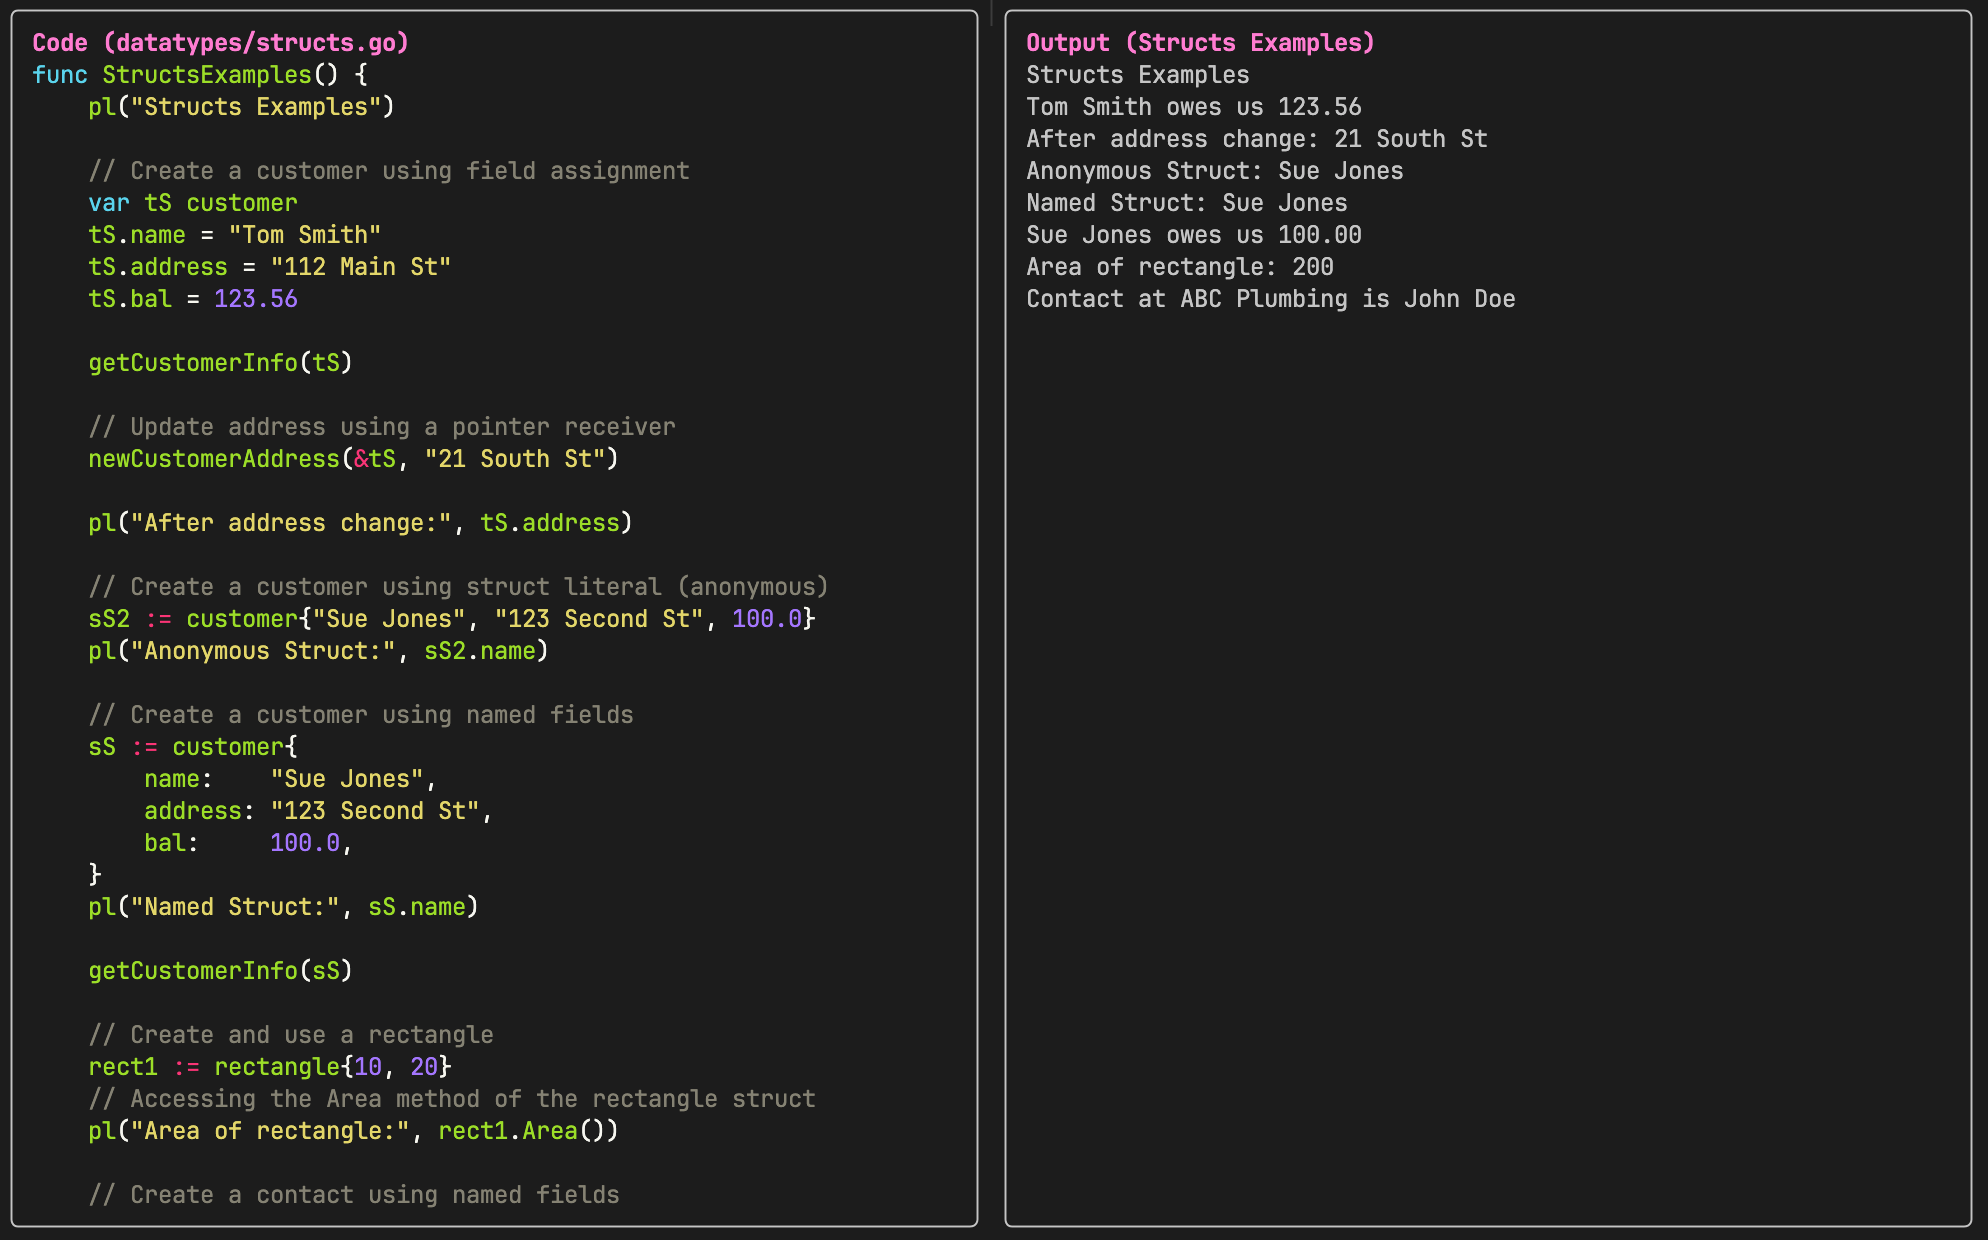 Code (datatypes/structs.go)
func StructsExamples() {
    pl("Structs Examples")

    // Create a customer using field assignment
    var tS customer
    tS.name = "Tom Smith"
    tS.address = "112 Main St"
    tS.bal = 123.56

    getCustomerInfo(tS)

    // Update address using a pointer receiver
    newCustomerAddress(&tS, "21 South St")

    pl("After address change:", tS.address)

    // Create a customer using struct literal (anonymous)
    sS2 := customer{"Sue Jones", "123 Second St", 100.0}
    pl("Anonymous Struct:", sS2.name)

    // Create a customer using named fields
    sS := customer{
        name:    "Sue Jones",
        address: "123 Second St",
        bal:     100.0,
    }
    pl("Named Struct:", sS.name)

    getCustomerInfo(sS)

    // Create and use a rectangle
    rect1 := rectangle{10, 20}
    // Accessing the Area method of the rectangle struct
    pl("Area of rectangle:", rect1.Area())

    // Create a contact using named fields
Output (Structs Examples)
Structs Examples
Tom Smith owes us 123.56
After address change: 21 South St
Anonymous Struct: Sue Jones
Named Struct: Sue Jones
Sue Jones owes us 100.00
Area of rectangle: 200
Contact at ABC Plumbing is John Doe